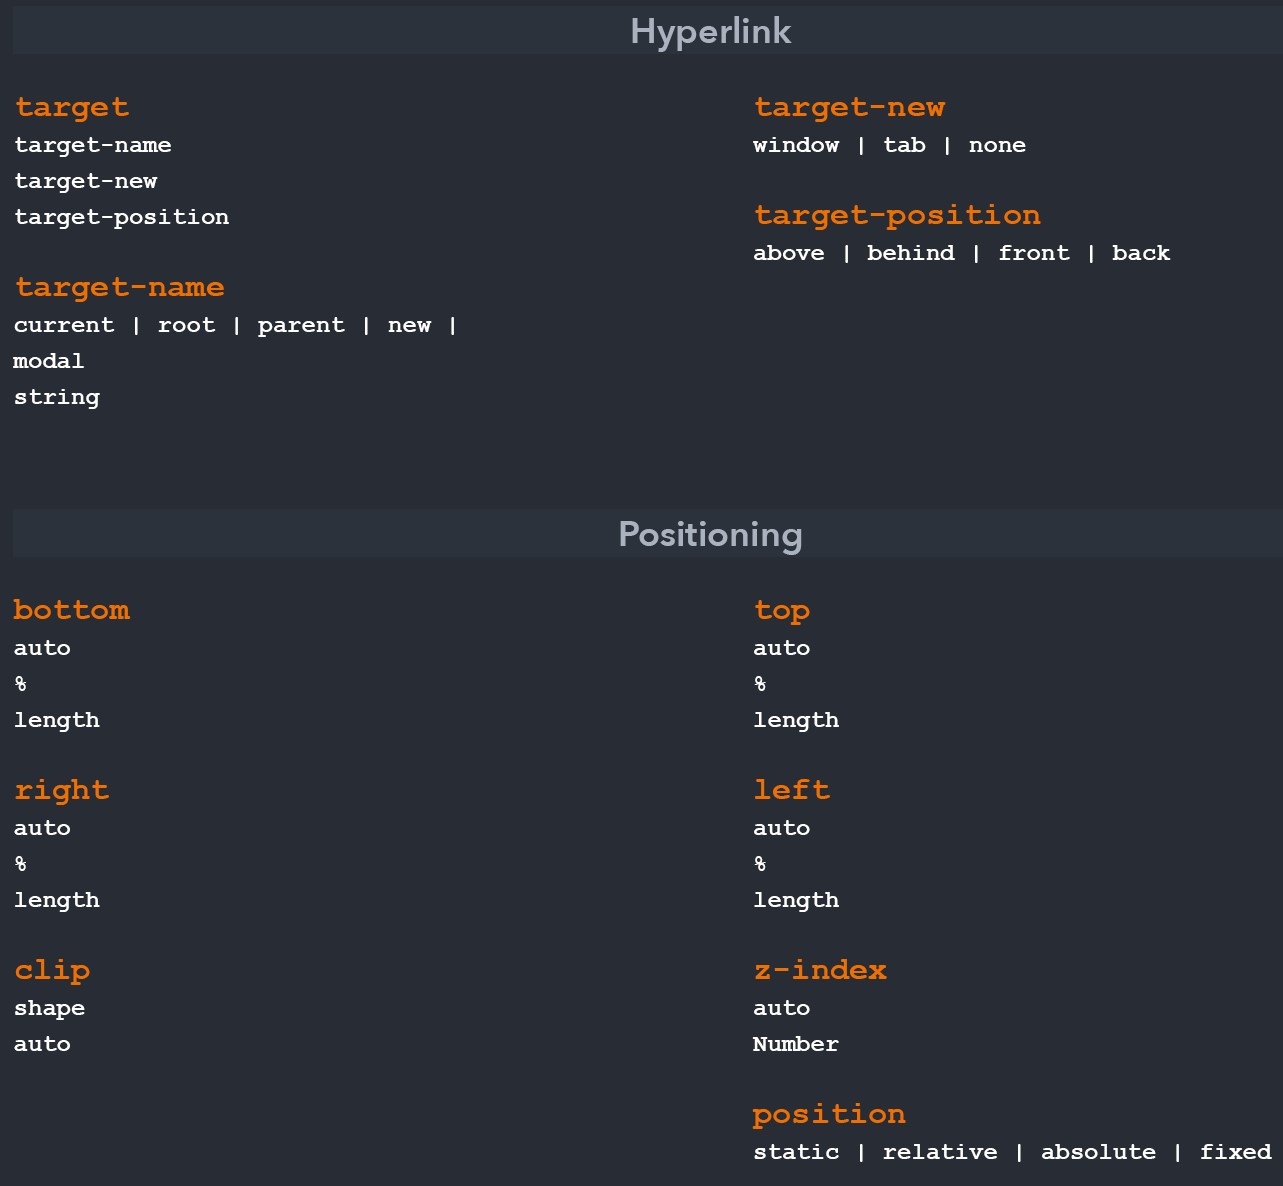 Hyperlink
target
target-name
target-new
target-position
target-name
current | root | parent | new |
modal
string
target-new
window | tab | none
target-position
above | behind | front | back
Positioning
bottom
auto
%
length
right
auto
%
length
clip
shape
auto
top
auto
%
length
left
auto
%
length
z-index
auto
Number
position
static | relative | absolute | fixed